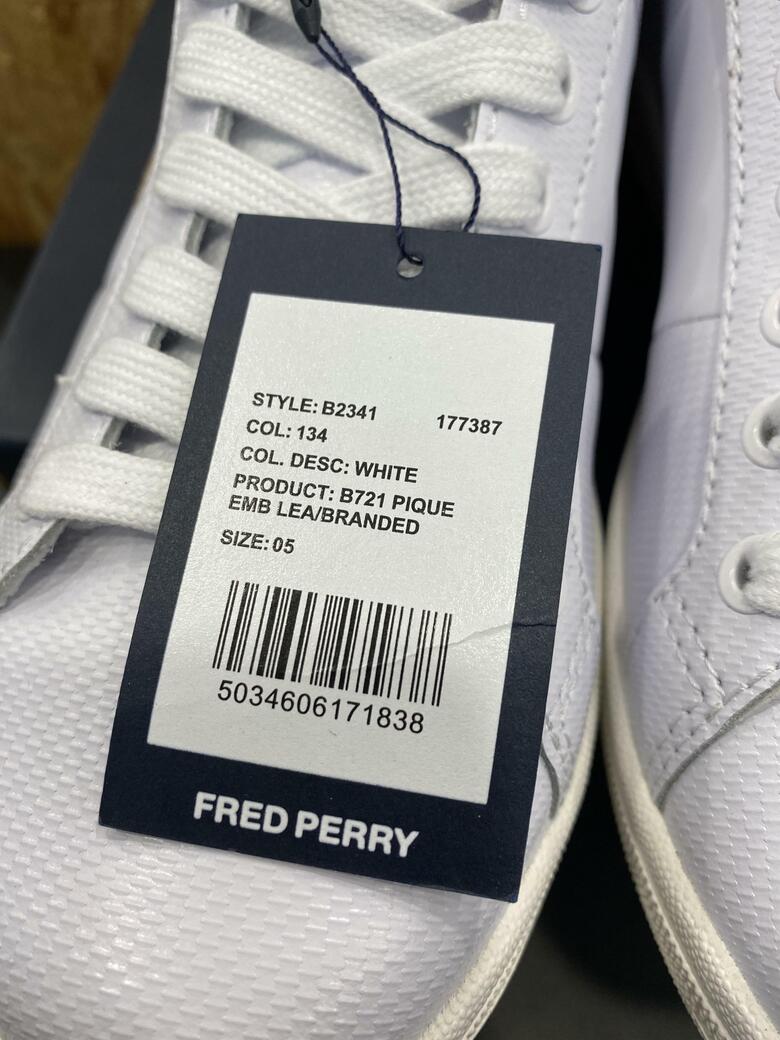 STYLE: B2341 177387
COL: 134
COL. DESC: WHITE
PRODUCT: B721 PIQUE
EMB LEA/BRANDED
SIZE: 05
5034606171838
FRED PERRY